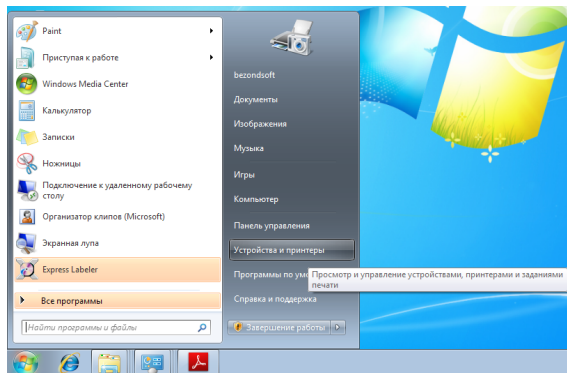 Paint
Приступая к работе
Windows Media Center
Калькулятор
Записки
Ножницы
Подключение к удаленному рабочему
столу
Организатор клипов (Microsoft)
Экранная лупа
Express Labeler
Все программы
Найти программы и файлы
bezondsoft
Документы
Изображения
Музыка
Игры
Компьютер
Панель управления
Устройства и принтеры
Программы по умо
Просмотр и управление устройствами, принтерами и заданиями
печати
Справка и поддержка
Завершение работы